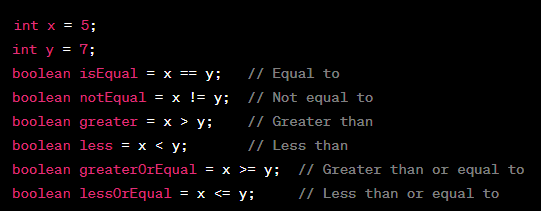 int x = 5;
int y = 7;
boolean isEqual = x == y;   // Equal to
boolean notEqual = x != y;  // Not equal to
boolean greater = x > y;    // Greater than
boolean less = x < y;       // Less than
boolean greaterOrEqual = x >= y;  // Greater than or equal to
boolean lessOrEqual = x <= y;     // Less than or equal to